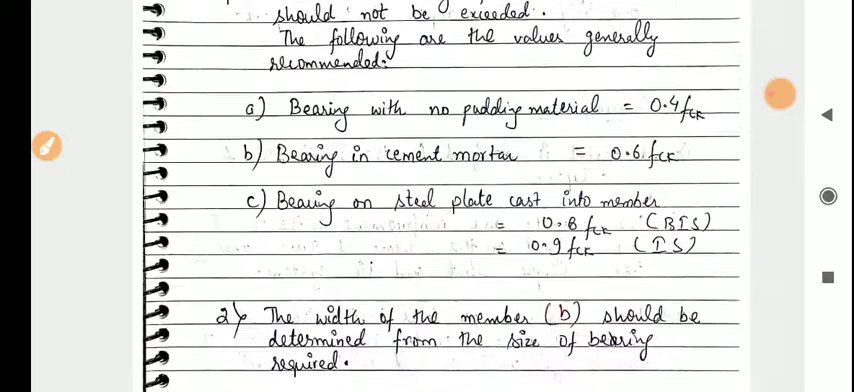 should not be exceeded.
The following are the values generally
recommended:
a) Bearing with no padding material = 0.4fck
b) Bearing in cement mortar = 0.6 fck
c) Bearing on steel plate cast into member
= 0.8 fck (BIS)
= 0.9 fck (IS)
2) The width of the member (b) should be
determined from the size of bearing
required.